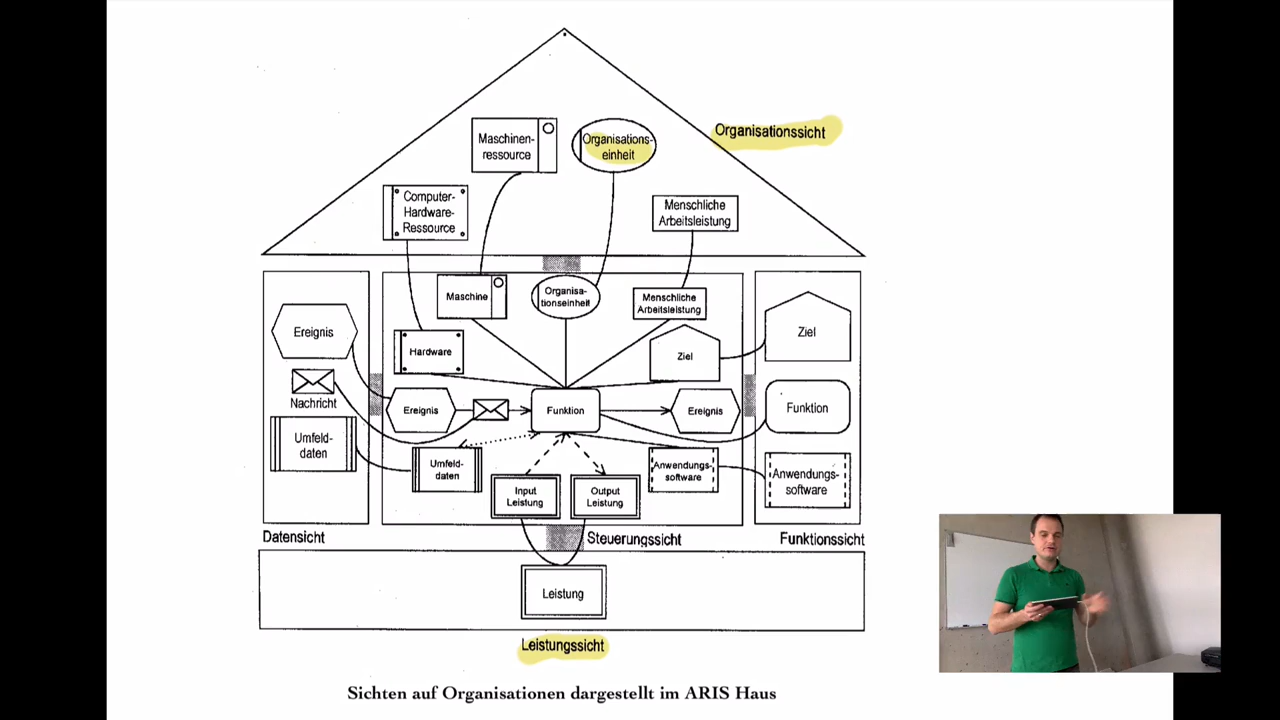 Organisationssicht
Maschinen-
ressource
Organisations-
einheit
Computer-
Hardware-
Ressource
Menschliche
Arbeitsleistung
Ereignis
Nachricht
Umfeld-
daten
Datensicht
Maschine
Organisa-
tionseinheit
Menschliche
Arbeitsleistung
Hardware
Ziel
Ereignis
Funktion
Ereignis
Umfeld-
daten
Input
Leistung
Output
Leistung
Anwendungs-
software
Steuerungssicht
Ziel
Funktion
Anwendungs-
software
Funktionssicht
Leistung
Leistungssicht
Sichten auf Organisationen dargestellt im ARIS Haus